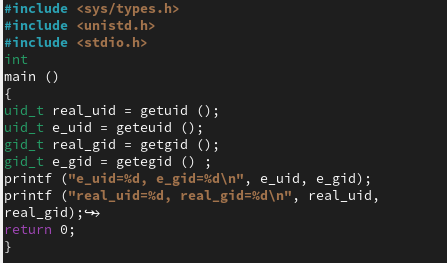 #include <sys/types.h>
#include <unistd.h>
#include <stdio.h>
int
main ()
{
uid_t real_uid = getuid ();
uid_t e_uid = geteuid ();
gid_t real_gid = getgid ();
gid_t e_gid = getegid () ;
printf ("e_uid=%d, e_gid=%d\n", e_uid, e_gid);
printf ("real_uid=%d, real_gid=%d\n", real_uid,
real_gid);↪→
return 0;
}